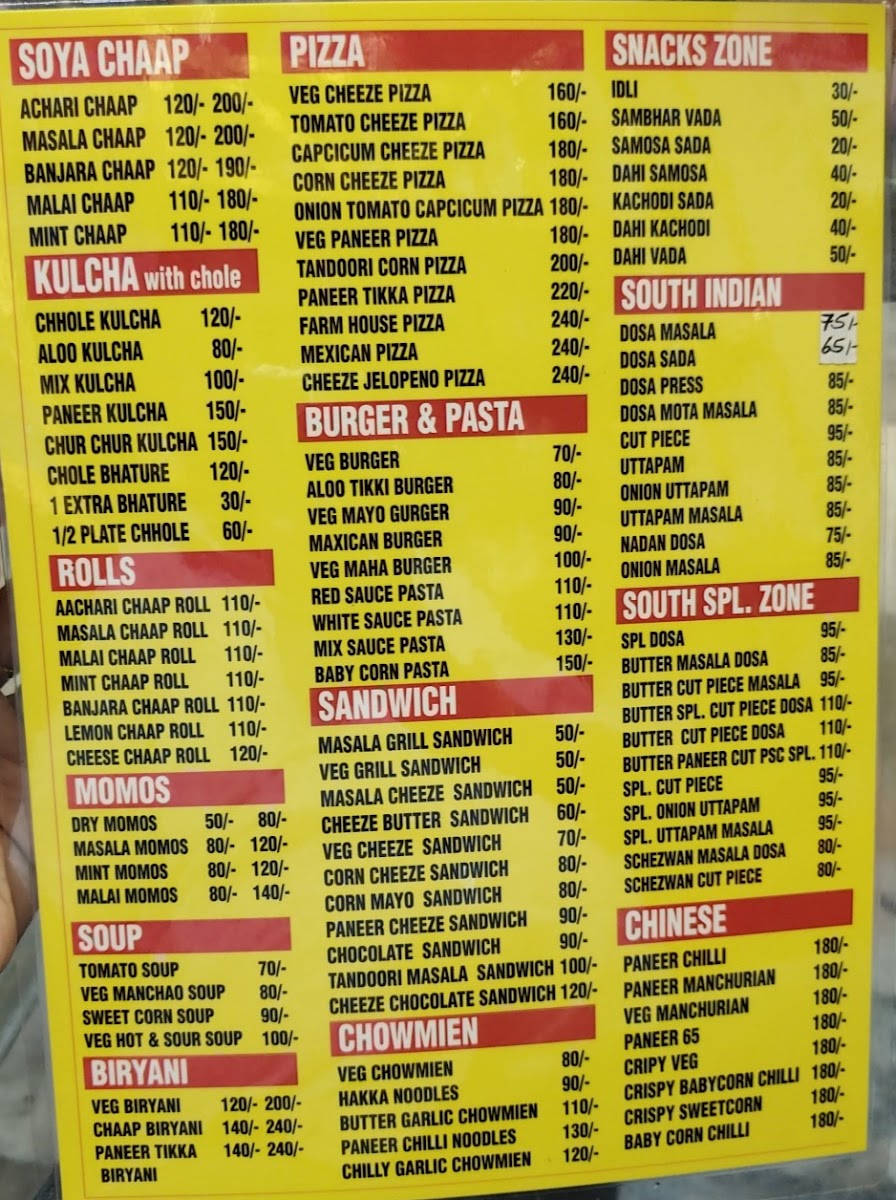 SOYA CHAAP
ACHARI CHAAP 120/- 200/-
MASALA CHAAP 120/- 200/-
BANJARA CHAAP 120/- 190/-
MALAI CHAAP 110/- 180/-
MINT CHAAP 110/- 180/-
KULCHA with chole
CHHOLE KULCHA 120/-
ALOO KULCHA 80/-
MIX KULCHA 100/-
PANEER KULCHA 150/-
CHUR CHUR KULCHA 150/-
CHOLE BHATURE 120/-
1 EXTRA BHATURE 30/-
1/2 PLATE CHHOLE 60/-
ROLLS
AACHARI CHAAP ROLL 110/-
MASALA CHAAP ROLL 110/-
MALAI CHAAP ROLL 110/-
MINT CHAAP ROLL 110/-
BANJARA CHAAP ROLL 110/-
LEMON CHAAP ROLL 110/-
CHEESE CHAAP ROLL 120/-
MOMOS
DRY MOMOS 50/- 80/-
MASALA MOMOS 80/- 120/-
MINT MOMOS 80/- 120/-
MALAI MOMOS 80/- 140/-
SOUP
TOMATO SOUP 70/-
VEG MANCHAO SOUP 80/-
SWEET CORN SOUP 90/-
VEG HOT & SOUR SOUP 100/-
BIRYANI
VEG BIRYANI 120/- 200/-
CHAAP BIRYANI 140/- 240/-
PANEER TIKKA 140/- 240/-
BIRYANI
PIZZA
VEG CHEEZE PIZZA 160/-
TOMATO CHEEZE PIZZA 160/-
CAPCICUM CHEEZE PIZZA 180/-
CORN CHEEZE PIZZA 180/-
ONION TOMATO CAPCICUM PIZZA 180/-
VEG PANEER PIZZA 180/-
TANDOORI CORN PIZZA 200/-
PANEER TIKKA PIZZA 220/-
FARM HOUSE PIZZA 240/-
MEXICAN PIZZA 240/-
CHEEZE JELOPENO PIZZA 240/-
BURGER & PASTA
VEG BURGER 70/-
ALOO TIKKI BURGER 80/-
VEG MAYO GURGER 90/-
MAXICAN BURGER 90/-
VEG MAHA BURGER 100/-
RED SAUCE PASTA 110/-
WHITE SAUCE PASTA 110/-
MIX SAUCE PASTA 130/-
BABY CORN PASTA 150/-
SANDWICH
MASALA GRILL SANDWICH 50/-
VEG GRILL SANDWICH 50/-
MASALA CHEEZE SANDWICH 50/-
CHEEZE BUTTER SANDWICH 60/-
VEG CHEEZE SANDWICH 70/-
CORN CHEEZE SANDWICH 80/-
CORN MAYO SANDWICH 80/-
PANEER CHEEZE SANDWICH 90/-
CHOCOLATE SANDWICH 90/-
TANDOORI MASALA SANDWICH 100/-
CHEEZE CHOCOLATE SANDWICH 120/-
CHOWMIEN
VEG CHOWMIEN 80/-
HAKKA NOODLES 90/-
BUTTER GARLIC CHOWMIEN 110/-
PANEER CHILLI NOODLES 130/-
CHILLY GARLIC CHOWMIEN 120/-
SNACKS ZONE
IDLI 30/-
SAMBHAR VADA 50/-
SAMOSA SADA 20/-
DAHI SAMOSA 40/-
KACHODI SADA 20/-
DAHI KACHODI 40/-
DAHI VADA 50/-
SOUTH INDIAN
DOSA MASALA 75/-
DOSA SADA 65/-
DOSA PRESS 85/-
DOSA MOTA MASALA 85/-
CUT PIECE 95/-
UTTAPAM 85/-
ONION UTTAPAM 85/-
UTTAPAM MASALA 85/-
NADAN DOSA 75/-
ONION MASALA 85/-
SOUTH SPL. ZONE
SPL DOSA 95/-
BUTTER MASALA DOSA 85/-
BUTTER CUT PIECE MASALA 95/-
BUTTER SPL. CUT PIECE DOSA 110/-
BUTTER CUT PIECE DOSA 110/-
BUTTER PANEER CUT PSC SPL. 110/-
SPL. CUT PIECE 95/-
SPL. ONION UTTAPAM 95/-
SPL. UTTAPAM MASALA 95/-
SCHEZWAN MASALA DOSA 80/-
SCHEZWAN CUT PIECE 80/-
CHINESE
PANEER CHILLI 180/-
PANEER MANCHURIAN 180/-
VEG MANCHURIAN 180/-
PANEER 65 180/-
CRIPY VEG 180/-
CRISPY BABYCORN CHILLI 180/-
CRISPY SWEETCORN 180/-
BABY CORN CHILLI 180/-